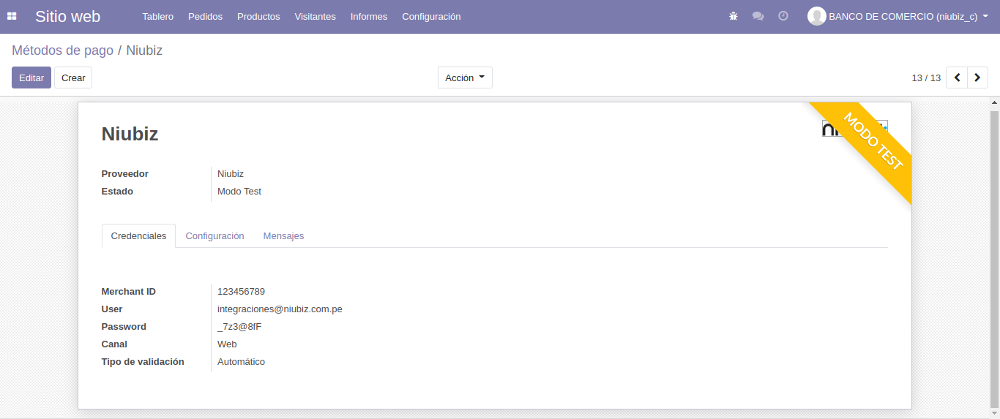 Sitio web Tablero Pedidos Productos Visitantes Informes Configuración BANCO DE COMERCIO (niubiz_c)
Métodos de pago / Niubiz
Editar Crear Acción 13 / 13
MODO TEST
Niubiz
Proveedor Niubiz
Estado Modo Test
Credenciales Configuración Mensajes
Merchant ID 123456789
User integraciones@niubiz.com.pe
Password _7z3@8fF
Canal Web
Tipo de validación Automático